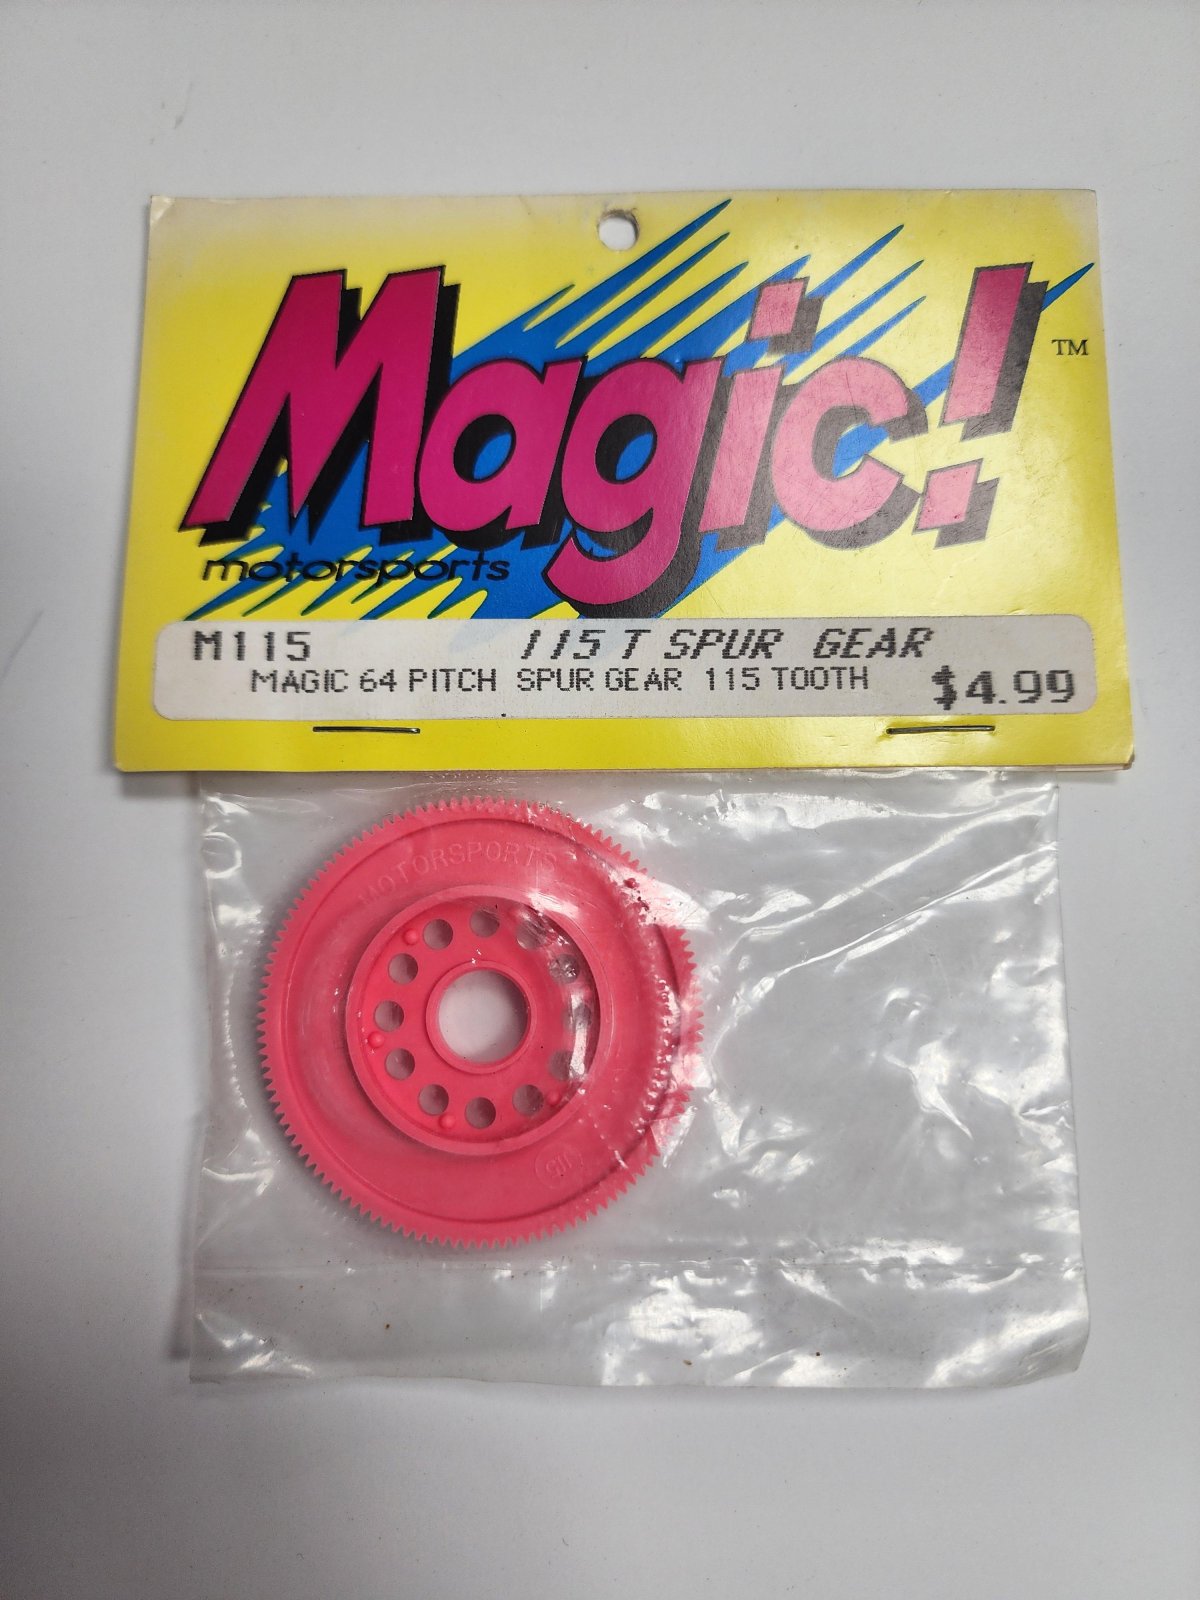 Magic!
TM
motorsports
M115 115 T SPUR GEAR
MAGIC 64 PITCH SPUR GEAR 115 TOOTH $4.99
MOTORSPORTS
115